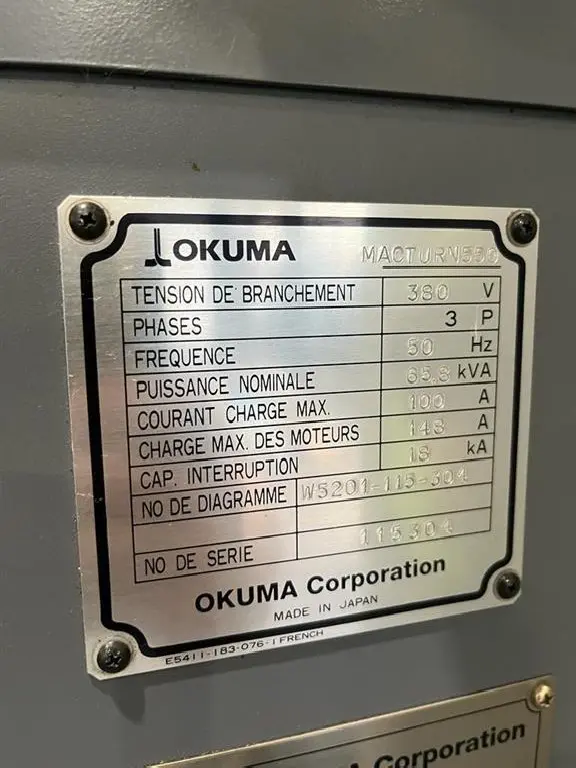 OKUMA MACTURN550
TENSION DE BRANCHEMENT 380 V
PHASES 3 P
FREQUENCE 50 Hz
PUISSANCE NOMINALE 65.8 kVA
COURANT CHARGE MAX. 100 A
CHARGE MAX. DES MOTEURS 148 A
CAP. INTERRUPTION 18 kA
NO DE DIAGRAMME W5201-115-304
NO DE SERIE 115304
OKUMA Corporation
MADE IN JAPAN
E5411-183-076-1 FRENCH
Corporation